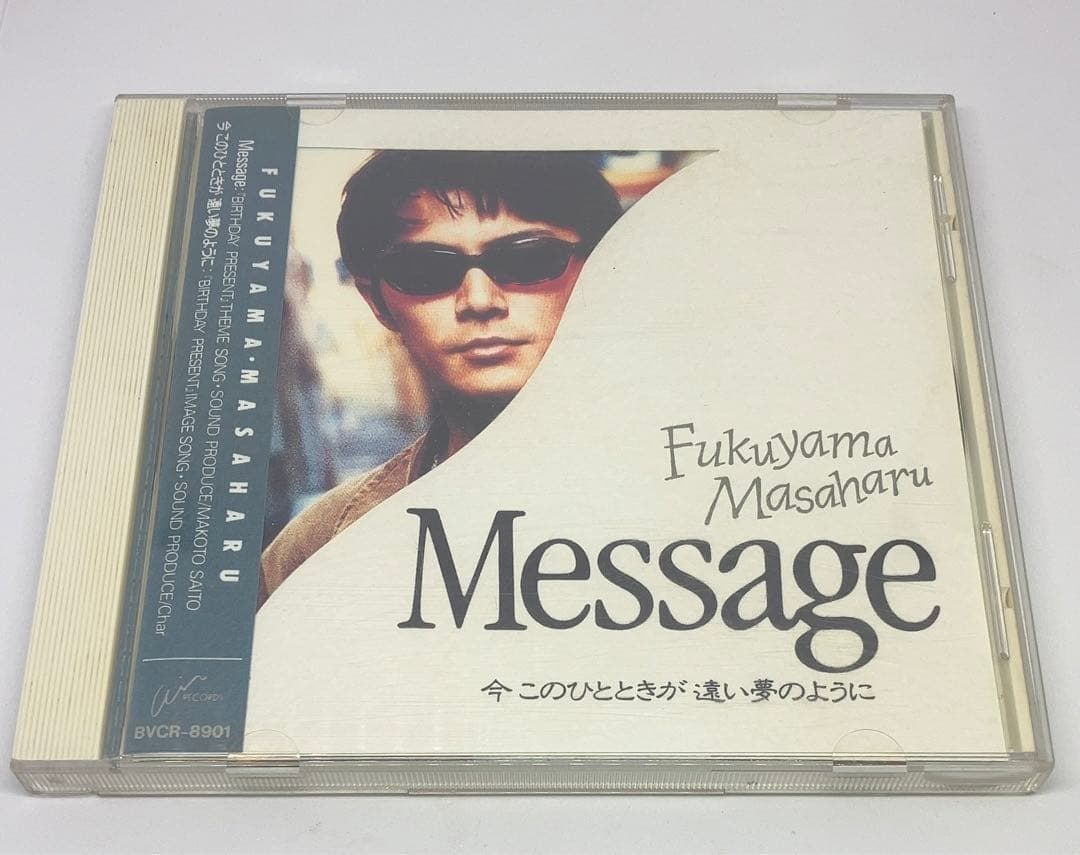 FUKUYAMA・MASAHARU
Message:『BIRTHDAY PRESENT』THEME SONG・SOUND PRODUCE/MAKOTO SAITO
今 このひとときが 遠い夢のように:『BIRTHDAY PRESENT』IMAGE SONG・SOUND PRODUCE/Char
air RECORDS
BVCR-8901
Fukuyama
Masaharu
Message
今 このひとときが 遠い夢のように